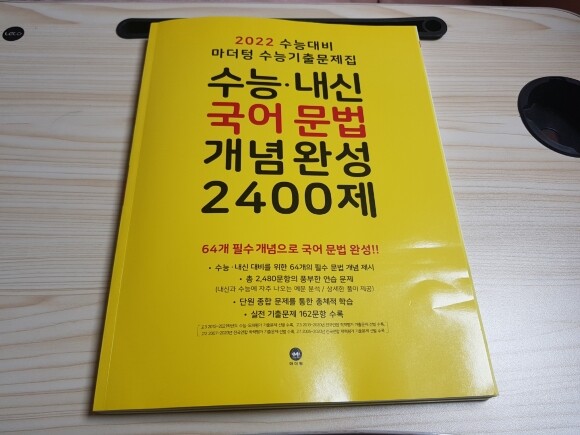 2022 수능대비
마더텅 수능기출문제집
수능·내신
국어 문법
개념완성
2400제
64개 필수 개념으로 국어 문법 완성!!
• 수능·내신 대비를 위한 64개의 필수 문법 개념 제시
• 총 2,480문항의 풍부한 연습 문제
(내신과 수능에 자주 나오는 예문 분석 / 상세한 풀이 제공)
• 단원 종합 문제를 통한 총체적 학습
• 실전 기출문제 162문항 수록
마더텅